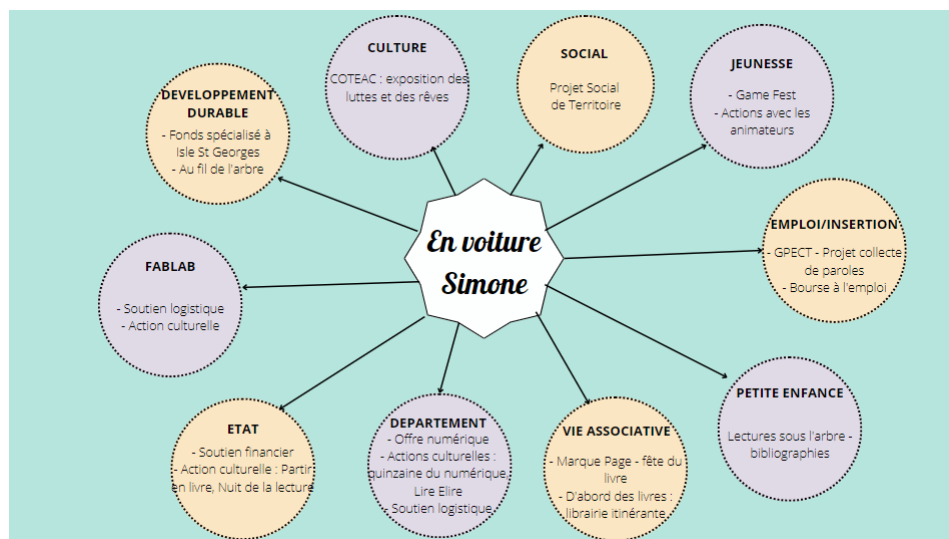 CULTURE
COTEAC : exposition des
luttes et des rêves
SOCIAL
Projet Social
de Territoire
JEUNESSE
- Game Fest
- Actions avec les
animateurs
DEVELOPPEMENT
DURABLE
- Fonds spécialisé à
Isle St Georges
- Au fil de l'arbre
En voiture
Simone
EMPLOI/INSERTION
- GPECT - Projet collecte
de paroles
- Bourse à l'emploi
FABLAB
- Soutien logistique
- Action culturelle
PETITE ENFANCE
Lectures sous l'arbre -
bibliographies
ETAT
- Soutien financier
- Action culturelle : Partir
en livre, Nuit de la lecture
DEPARTEMENT
- Offre numérique
- Actions culturelles :
quinzaine du numérique,
Lire Elire
- Soutien logistique
VIE ASSOCIATIVE
- Marque Page - fête du
livre
- D'abord des livres :
librairie itinérante